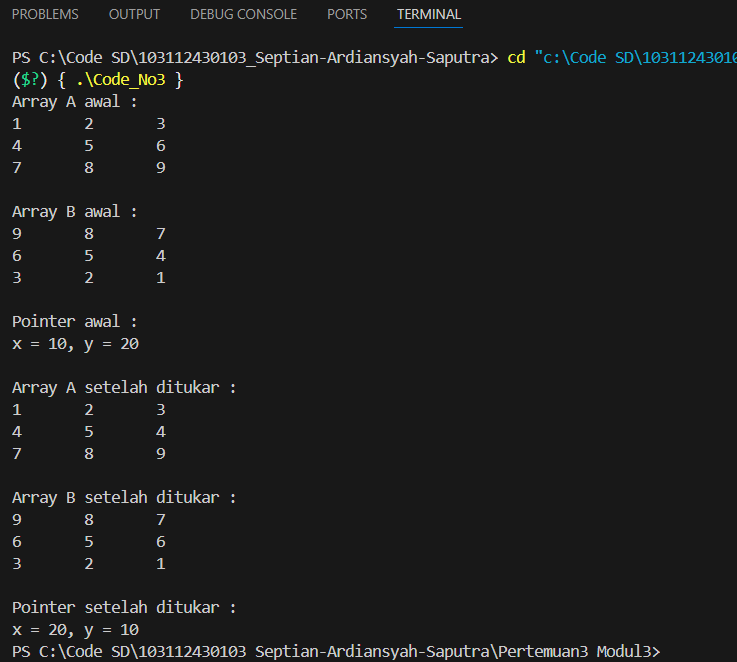 PROBLEMS OUTPUT DEBUG CONSOLE PORTS TERMINAL
PS C:\Code SD\103112430103_Septian-Ardiansyah-Saputra> cd "c:\Code SD\10311243010
($?) { .\Code_No3 }
Array A awal :
1 2 3
4 5 6
7 8 9
Array B awal :
9 8 7
6 5 4
3 2 1
Pointer awal :
x = 10, y = 20
Array A setelah ditukar :
1 2 3
4 5 4
7 8 9
Array B setelah ditukar :
9 8 7
6 5 6
3 2 1
Pointer setelah ditukar :
x = 20, y = 10
PS C:\Code SD\103112430103_Septian-Ardiansyah-Saputra\Pertemuan3_Modul3>